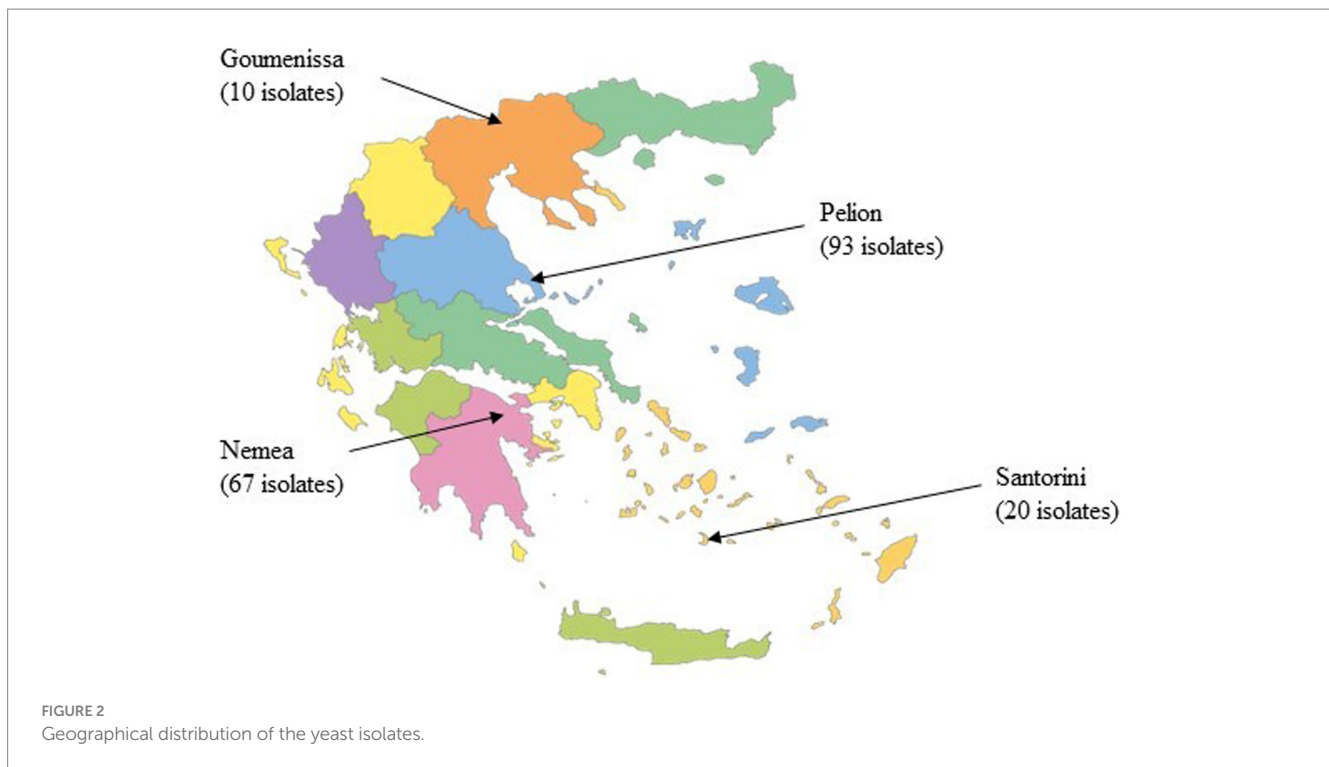 Goumenissa
(10 isolates)
Pelion
(93 isolates)
Nemea
(67 isolates)
Santorini
(20 isolates)
FIGURE 2
Geographical distribution of the yeast isolates.